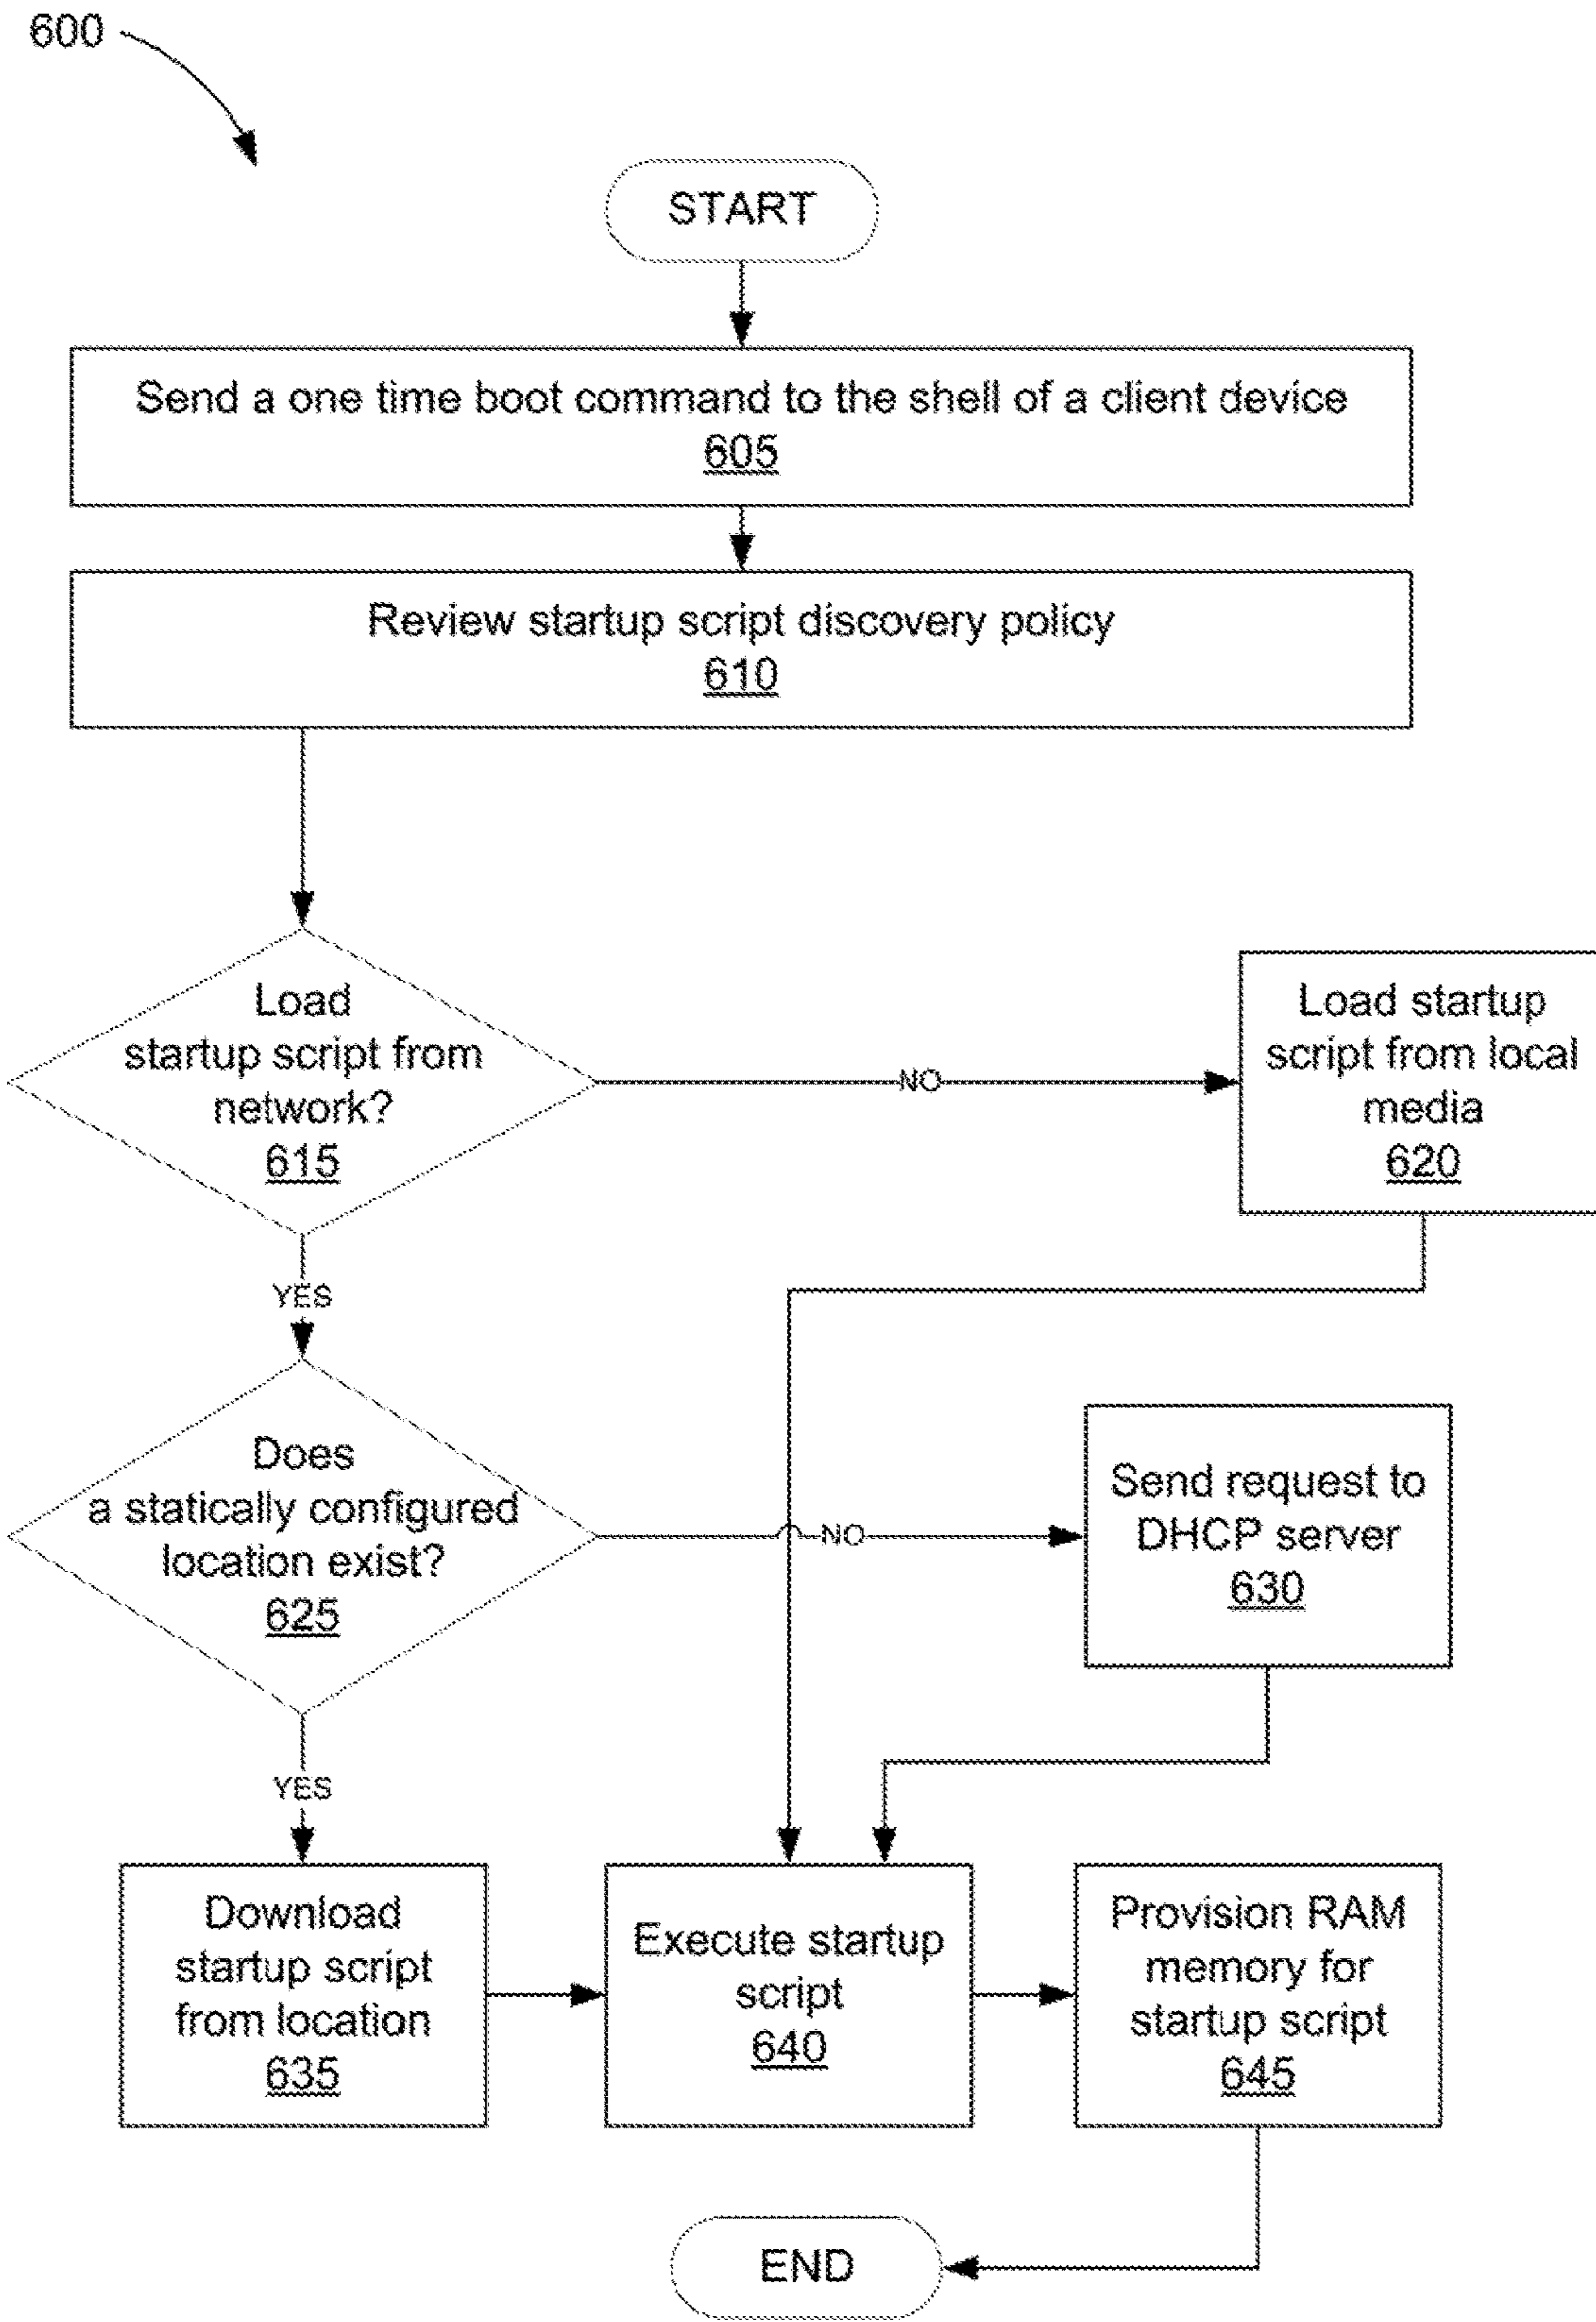 600
START
Send a one time boot command to the shell of a client device
605
Review startup script discovery policy
610
Load
startup script from
network?
615
NO
Load startup
script from local
media
620
YES
Does
a statically configured
location exist?
625
NO
Send request to
DHCP server
630
YES
Download
startup script
from location
635
Execute startup
script
640
Provision RAM
memory for
startup script
645
END